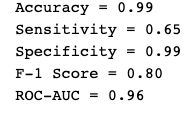 Accuracy = 0.99
Sensitivity = 0.65
Specificity = 0.99
F-1 Score = 0.80
ROC-AUC = 0.96